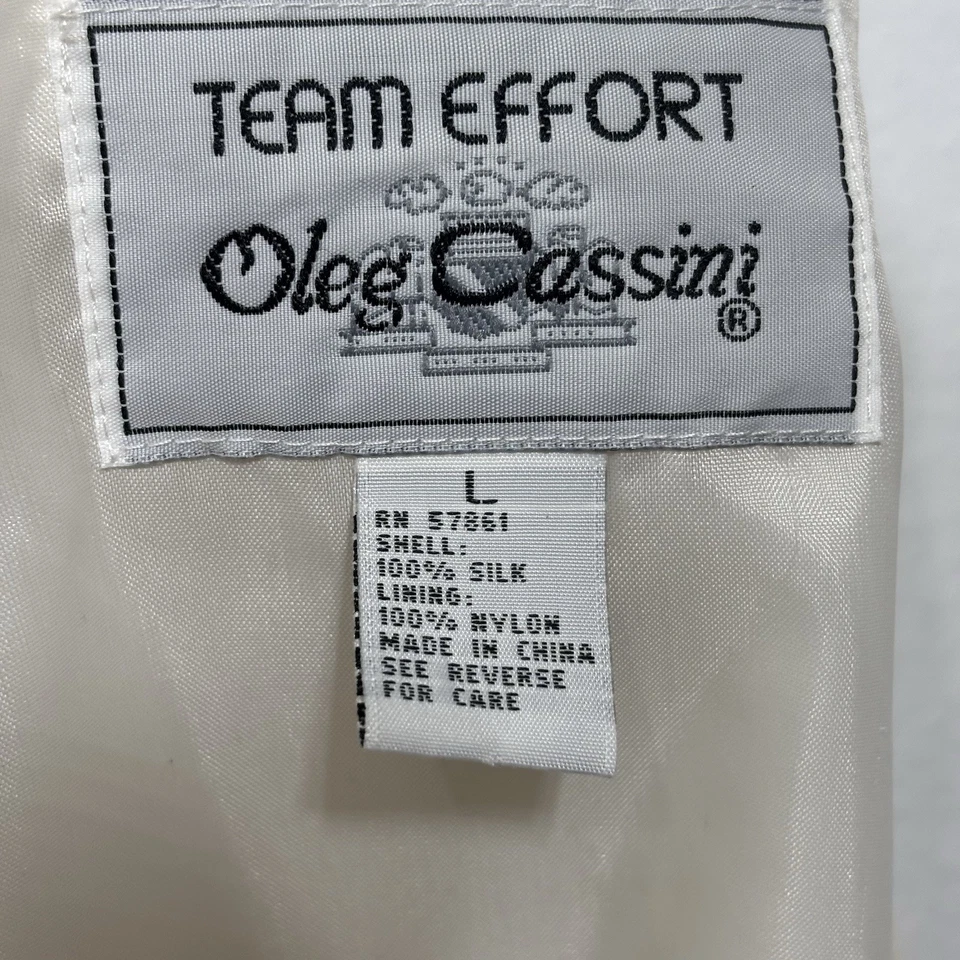 TEAM EFFORT
Oleg Cassini
®
L
RN 57861
SHELL:
100% SILK
LINING:
100% NYLON
MADE IN CHINA
SEE REVERSE
FOR CARE